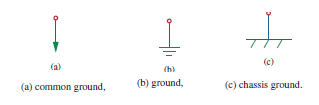 (a)
(b)
(c)
(a) common ground,
(b) ground,
(c) chassis ground.